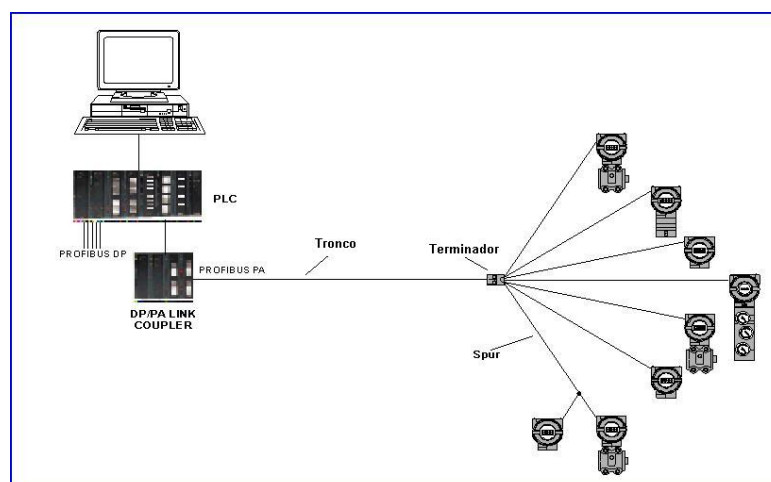 PLC
PROFIBUS DP
Tronco
Terminador
PROFIBUS PA
DP/PA LINK
COUPLER
Spur